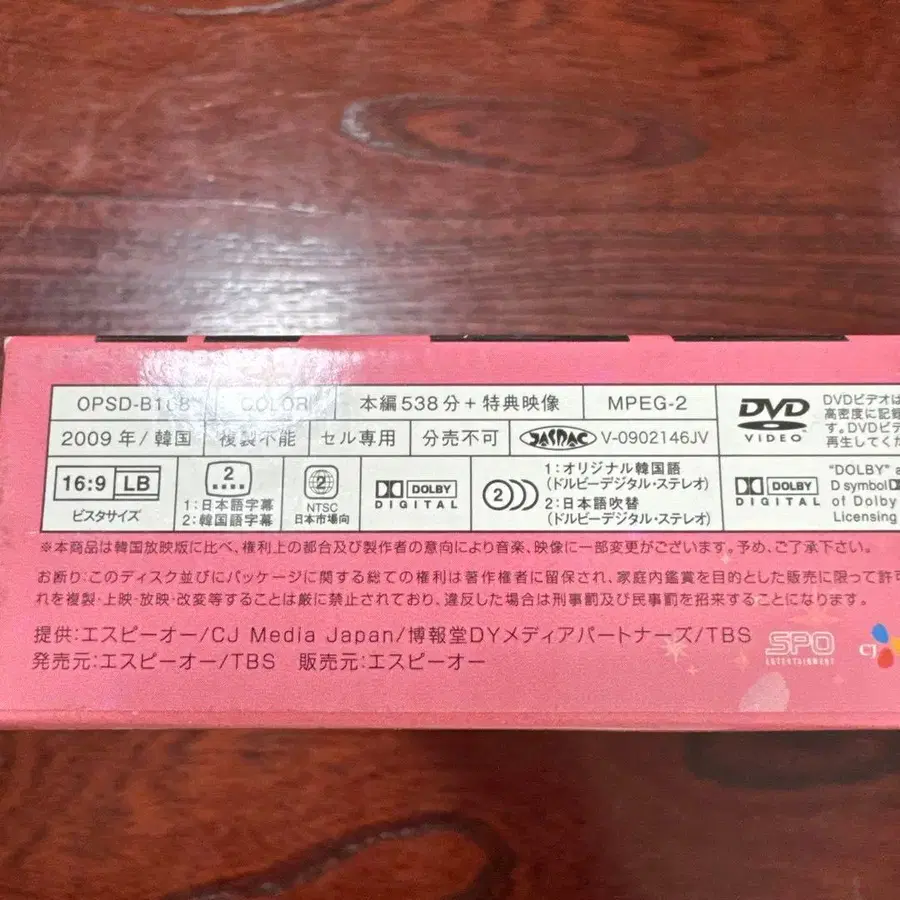 OPSD-B168 COLOR 本編538分+特典映像 MPEG-2
2009年/韓国 複製不能 セル専用 分売不可 JASRAC V-0902146JV
DVD
VIDEO
DVDビデオは
高密度に記録
す。DVDビデオ
再生してくだ
16:9 LB
ビスタサイズ
2
1:日本語字幕
2:韓国語字幕
2
NTSC
日本市場向
DOLBY
DIGITAL
2
1:オリジナル韓国語
(ドルビーデジタル・ステレオ)
2:日本語吹替
(ドルビーデジタル・ステレオ)
DOLBY
DIGITAL
"DOLBY" a
D symbol
of Dolby
Licensing
※本商品は韓国放映版に比べ、権利上の都合及び製作者の意向により音楽、映像に一部変更がございます。予め、ご了承下さい。
お断り:このディスク並びにパッケージに関する総ての権利は著作権者に留保され、家庭内鑑賞を目的とした販売に限って許可
れを複製・上映・放映・改変等することは厳に禁止されており、違反した場合は刑事罰及び民事罰を招来することになります。
提供:エスピーオー/CJ Media Japan/博報堂DYメディアパートナーズ/TBS
発売元:エスピーオー/TBS 販売元:エスピーオー
SPO
ENTERTAINMENT
CJ